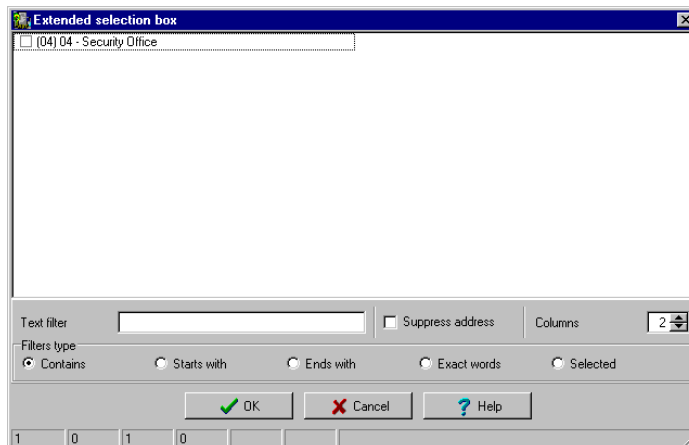 Extended selection box
(04) 04 - Security Office
Text filter Suppress address Columns 2
Filters type
Contains Starts with Ends with Exact words Selected
OK Cancel ? Help
1 0 1 0